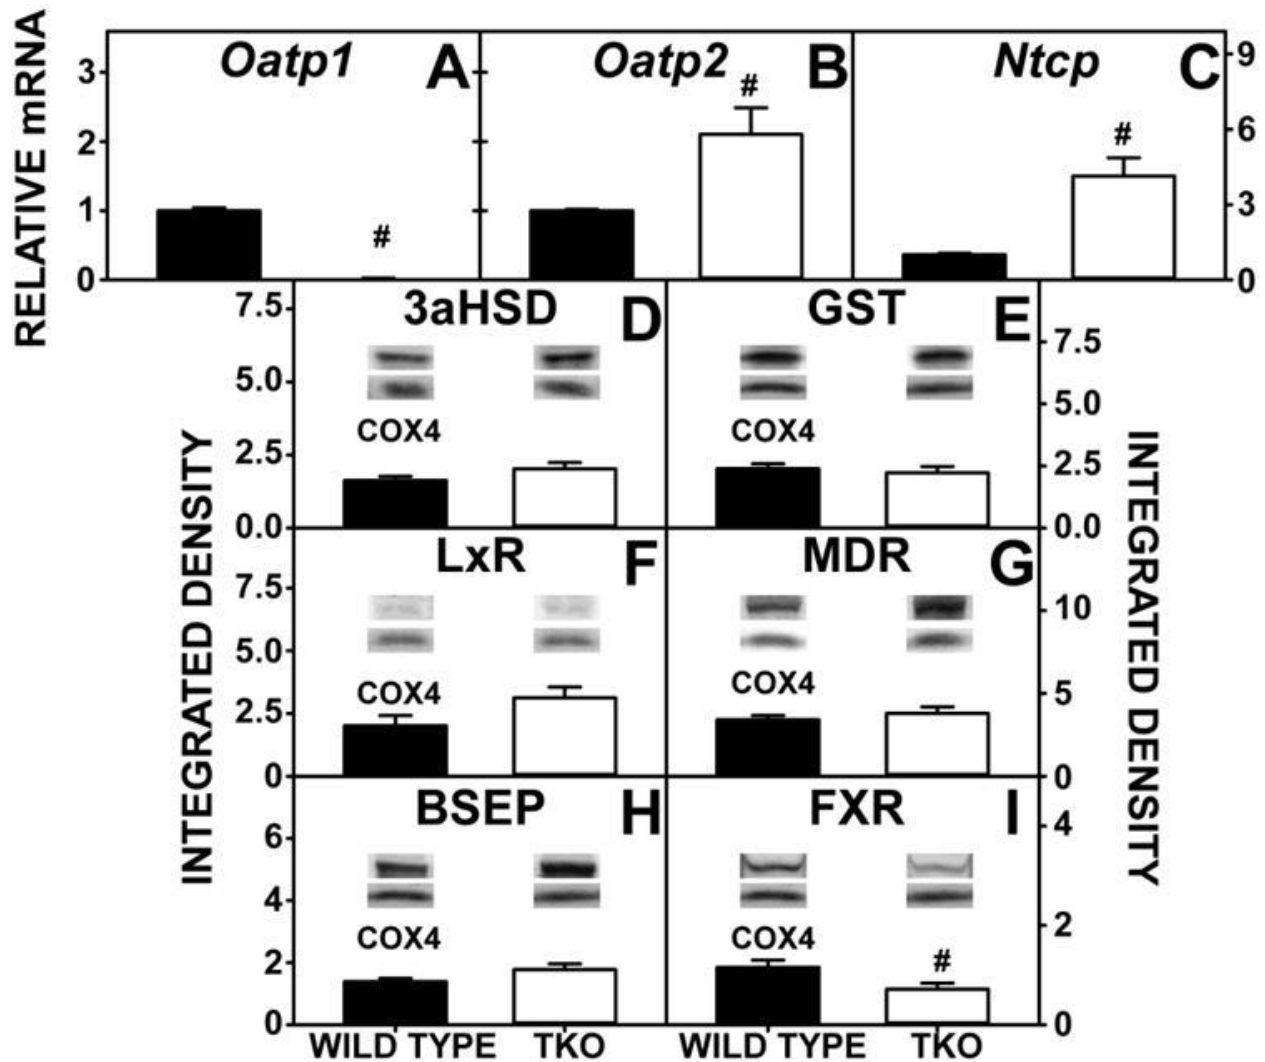 RELATIVE mRNA
Oatp1 A
Oatp2 B
Ntcp C
3
2
1
0
#
#
#
9
6
3
0
INTEGRATED DENSITY
3aHSD D
7.5
5.0
2.5
0.0
COX4
GST E
7.5
5.0
2.5
0.0
COX4
LxR F
7.5
5.0
2.5
0
COX4
MDR G
10
5
0
COX4
BSEP H
6
4
2
0
COX4
FXR I
4
2
0
COX4
#
INTEGRATED DENSITY
WILD TYPE TKO WILD TYPE TKO